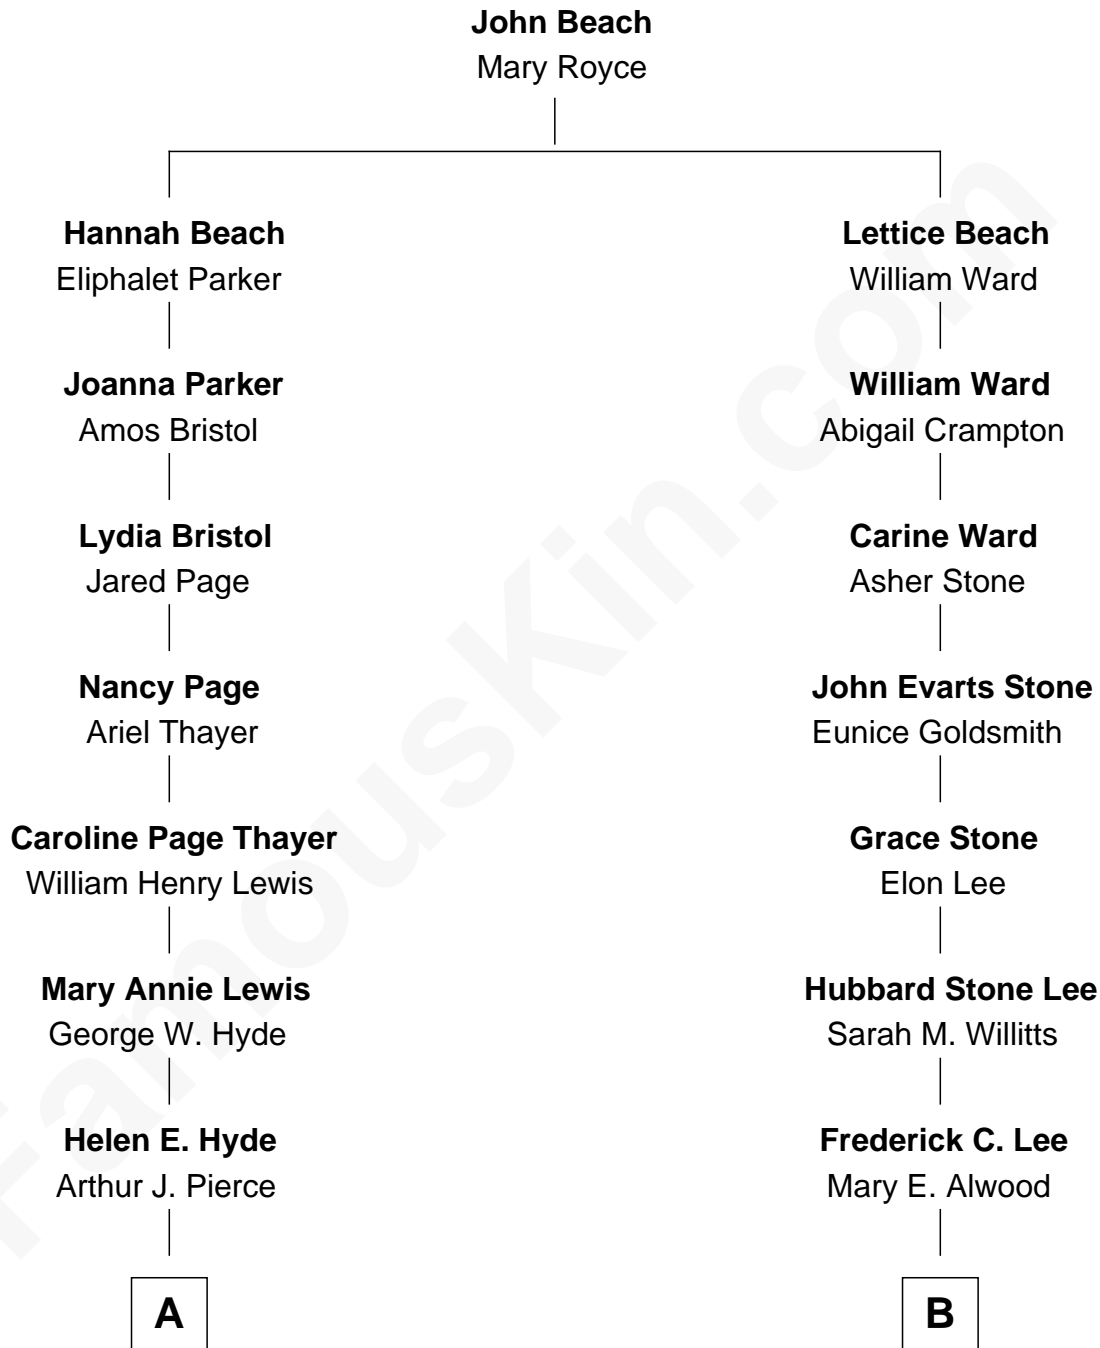 John Beach
Mary Royce
Hannah Beach
Eliphalet Parker
Lettice Beach
William Ward
Joanna Parker
Amos Bristol
William Ward
Abigail Crampton
Lydia Bristol
Jared Page
Carine Ward
Asher Stone
Nancy Page
Ariel Thayer
John Evarts Stone
Eunice Goldsmith
Caroline Page Thayer
William Henry Lewis
Grace Stone
Elon Lee
Mary Annie Lewis
George W. Hyde
Hubbard Stone Lee
Sarah M. Willitts
Helen E. Hyde
Arthur J. Pierce
Frederick C. Lee
Mary E. Alwood
A
B
FamousKin.com